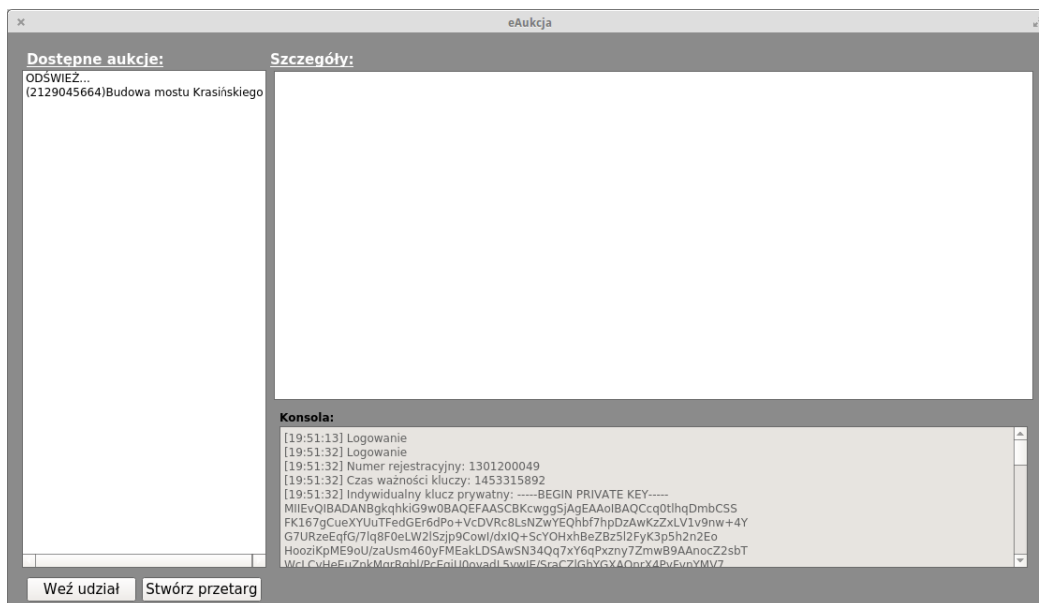 eAukcja
Dostępne aukcje:
ODŚWIEŻ...
(2129045664)Budowa mostu Krasińskiego
Szczegóły:
Konsola:
[19:51:13] Logowanie
[19:51:32] Logowanie
[19:51:32] Numer rejestracyjny: 1301200049
[19:51:32] Czas ważności kluczy: 1453315892
[19:51:32] Indywidualny klucz prywatny: -----BEGIN PRIVATE KEY-----
MIIEvQIBADANBgkqhkiG9w0BAQEFAASCBKcwggSjAgEAAoIBAQCcq0tlhqDmbCSS
FK167gCueXYUuTFedGEr6dPo+VcDVRc8LsNZwYEQhbf7hpDzAwKzZxLV1v9nw+4Y
G7URzeEqfG/7lq8F0eLW2lSzjp9CowI/dxIQ+ScYOHxhBeZBz5l2FyK3p5h2n2Eo
HooziKpME9oU/zaUsm460yFMEakLDSAwSN34Qq7xY6qPxzny7ZmwB9AAnocZ2sbT
Weź udział
Stwórz przetarg